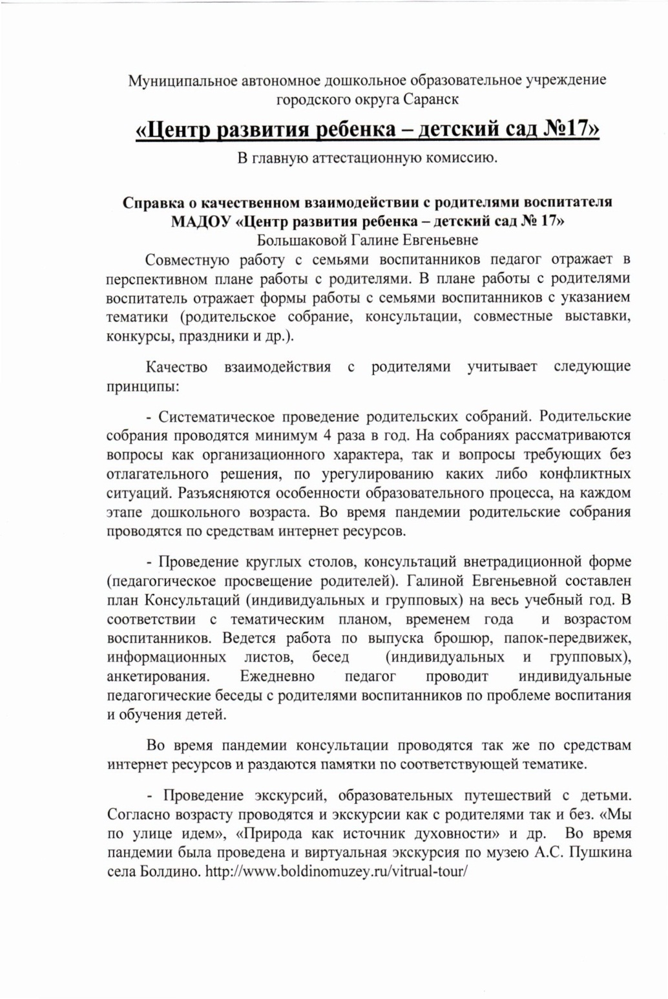 Муниципальное автономное дошкольное образовательное учреждение
городского округа Саранск
«Центр развития ребенка – детский сад №17»
В главную аттестационную комиссию.
Справка о качественном взаимодействии с родителями воспитателя
МАДОУ «Центр развития ребенка – детский сад № 17»
Большаковой Галине Евгеньевне
Совместную работу с семьями воспитанников педагог отражает в
перспективном плане работы с родителями. В плане работы с родителями
воспитатель отражает формы работы с семьями воспитанников с указанием
тематики (родительское собрание, консультации, совместные выставки,
конкурсы, праздники и др.).
Качество взаимодействия с родителями учитывает следующие
принципы:
- Систематическое проведение родительских собраний. Родительские
собрания проводятся минимум 4 раза в год. На собраниях рассматриваются
вопросы как организационного характера, так и вопросы требующих без
отлагательного решения, по урегулированию каких либо конфликтных
ситуаций. Разъясняются особенности образовательного процесса, на каждом
этапе дошкольного возраста. Во время пандемии родительские собрания
проводятся по средствам интернет ресурсов.
- Проведение круглых столов, консультаций внетрадиционной форме
(педагогическое просвещение родителей). Галиной Евгеньевной составлен
план Консультаций (индивидуальных и групповых) на весь учебный год. В
соответствии с тематическим планом, временем года и возрастом
воспитанников. Ведется работа по выпуска брошюр, папок-передвижек,
информационных листов, бесед (индивидуальных и групповых),
анкетирования. Ежедневно педагог проводит индивидуальные
педагогические беседы с родителями воспитанников по проблеме воспитания
и обучения детей.
Во время пандемии консультации проводятся так же по средствам
интернет ресурсов и раздаются памятки по соответствующей тематике.
- Проведение экскурсий, образовательных путешествий с детьми.
Согласно возрасту проводятся и экскурсии как с родителями так и без. «Мы
по улице идем», «Природа как источник духовности» и др. Во время
пандемии была проведена и виртуальная экскурсия по музею А.С. Пушкина
села Болдино. http://www.boldinomuzey.ru/vitrual-tour/